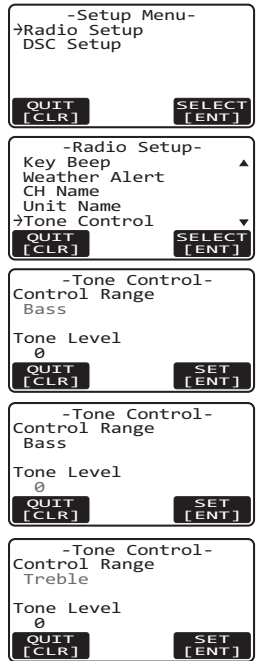 -Setup Menu-
→Radio Setup
DSC Setup
QUIT SELECT
[CLR] [ENT]
-Radio Setup-
Key Beep ▲
Weather Alert
CH Name
Unit Name
→Tone Control ▼
QUIT SELECT
[CLR] [ENT]
-Tone Control-
Control Range
Bass
Tone Level
0
QUIT SET
[CLR] [ENT]
-Tone Control-
Control Range
Bass
Tone Level
0
QUIT SET
[CLR] [ENT]
-Tone Control-
Control Range
Treble
Tone Level
0
QUIT SET
[CLR] [ENT]